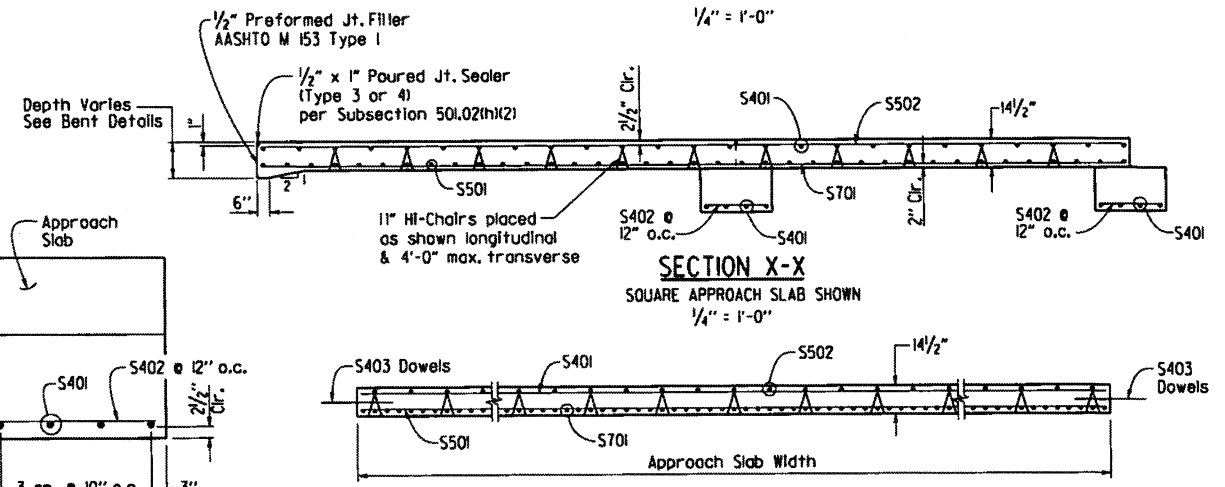 1/2" Preformed Jt. Filler
AASHTO M 153 Type 1
1/4" = 1'-0"
1/2" x 1" Poured Jt. Sealer
(Type 3 or 4)
per Subsection 501.02(h)(2)
Depth Varies
See Bent Details
1"
2 1/2" Clr.
S401
S502
14 1/2"
6"
2
1
S501
11" Hi-Chairs placed
as shown longitudinal
& 4'-0" max. transverse
S402 @
12" o.c.
S401
S701
2" Clr.
S402 @
12" o.c.
S401
SECTION X-X
SQUARE APPROACH SLAB SHOWN
1/4" = 1'-0"
Approach
Slab
S401
S402 @ 12" o.c.
2 1/2"
Clr.
3 sp. @ 10" o.c.
3"
S403 Dowels
S401
S502
14 1/2"
S403
Dowels
S501
S701
Approach Slab Width